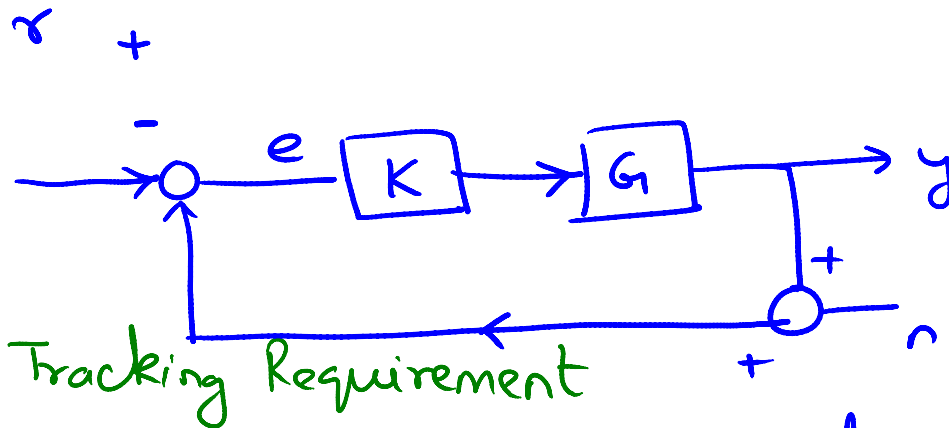 r +
-
e K G y
+
n
+
Tracking Requirement